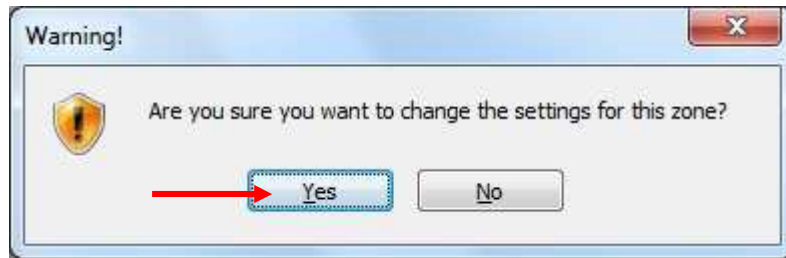 Warning!
Are you sure you want to change the settings for this zone?
Yes No